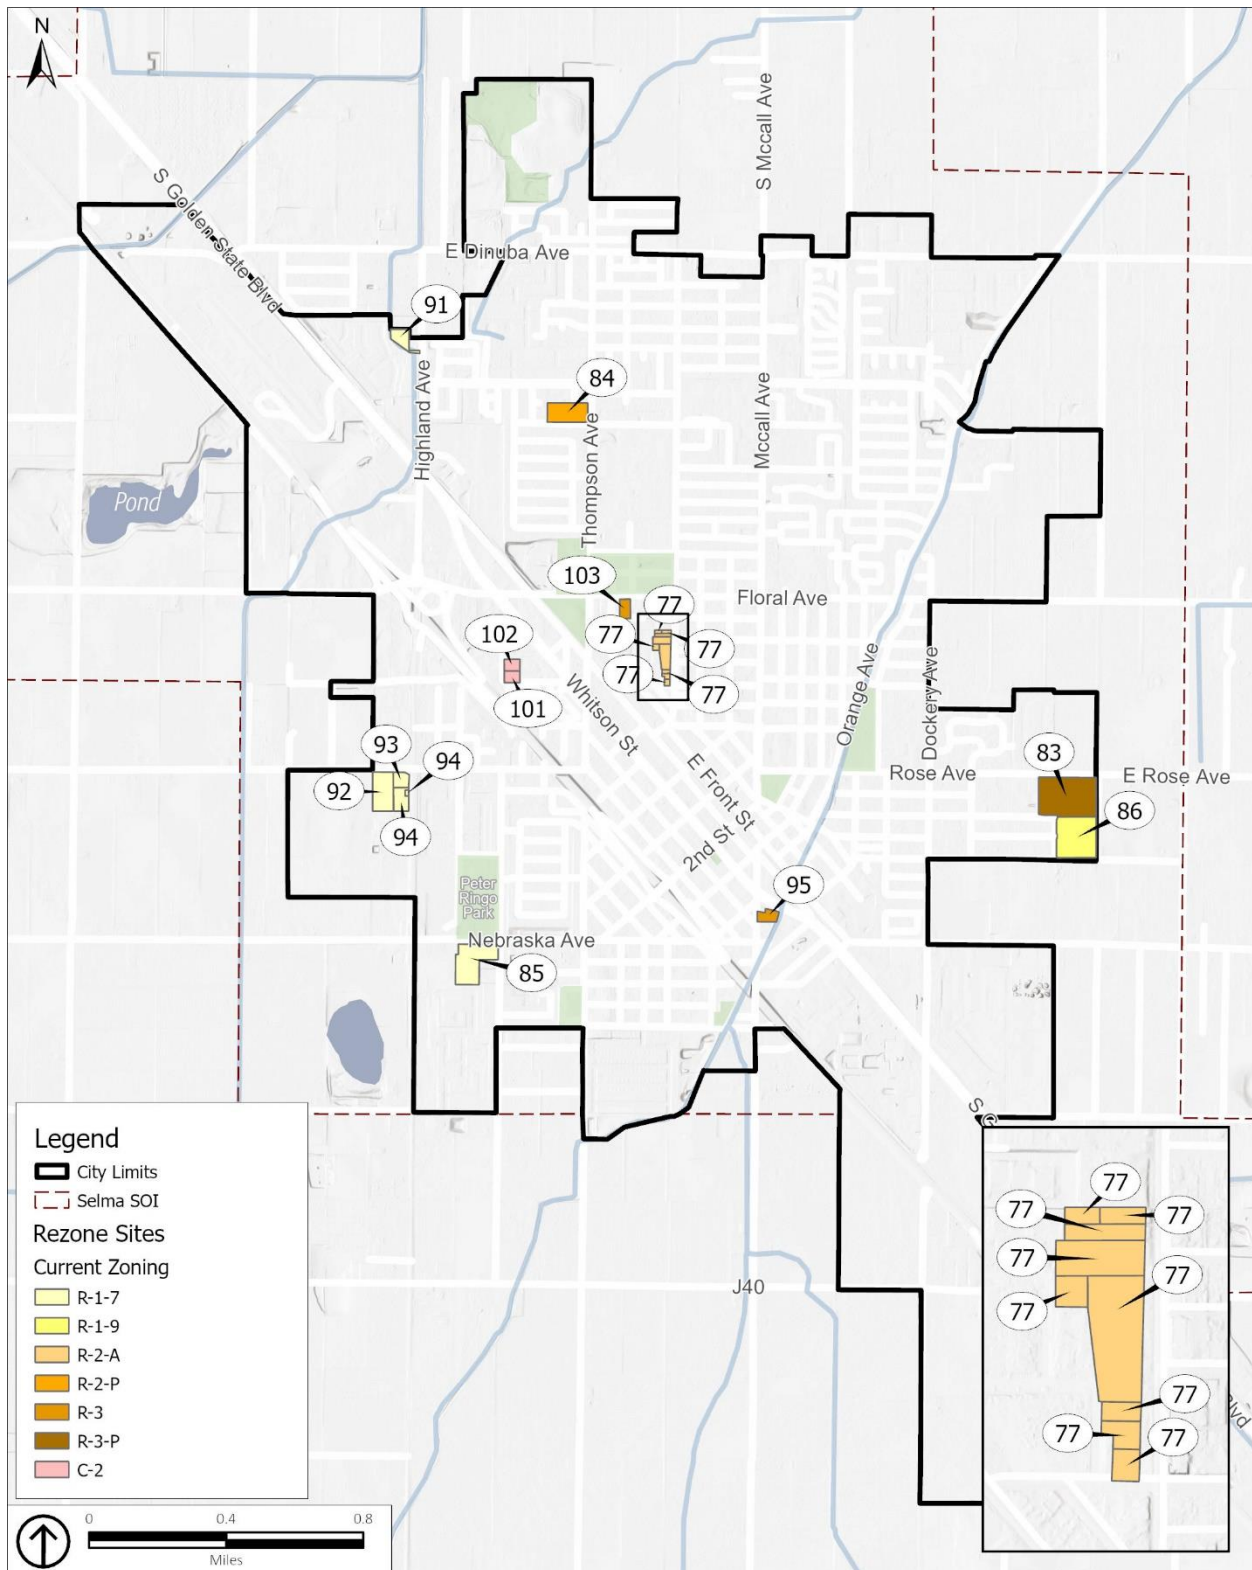 N
S Mccall Ave
S Golden State Blvd
E Dinuba Ave
91
84
Highland Ave
Thompson Ave
Mccall Ave
Pond
103
77
Floral Ave
77
77
102
77
77
101
Whitson St
Orange Ave
Dockery Ave
93
94
92
94
E Front St
Rose Ave
83
E Rose Ave
86
2nd St
95
Peter
Ringo
Park
Nebraska Ave
85
S G
Legend
City Limits
Selma SOI
Rezone Sites
Current Zoning
R-1-7
R-1-9
R-2-A
R-2-P
R-3
R-3-P
C-2
0
0.4
0.8
Miles
J40
77
77
77
77
77
77
77
77
77
lvd